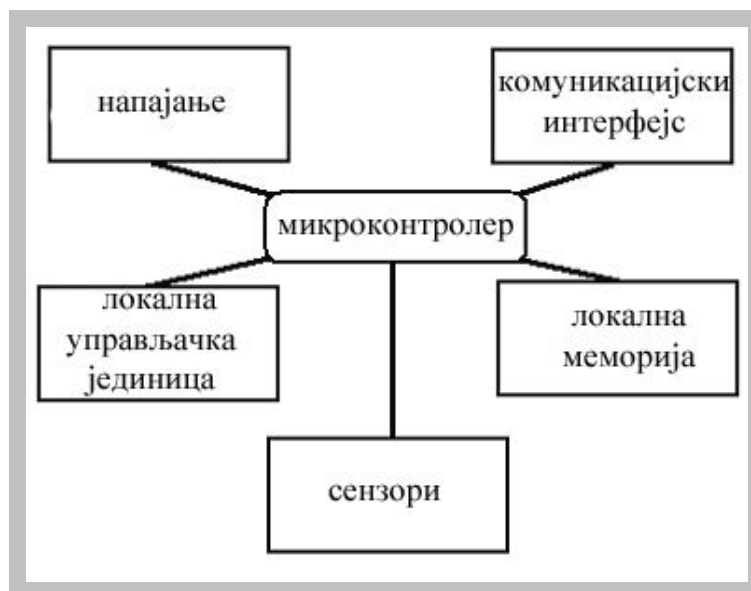 напајање
комуникацијски
интерфејс
микроконтролер
локална
управљачка
јединица
локална
меморија
сензори